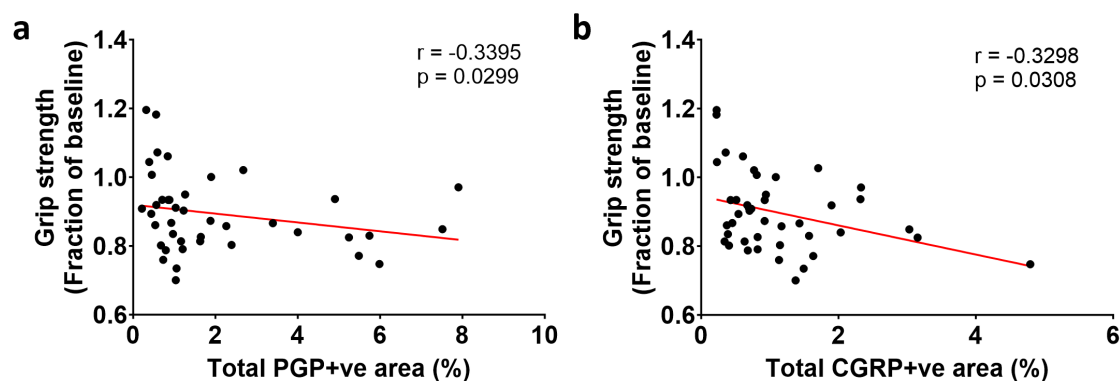 a
r = -0.3395
p = 0.0299
Grip strength
(Fraction of baseline)
1.4
1.2
1.0
0.8
0.6
0 2 4 6 8 10
Total PGP+ve area (%)
b
r = -0.3298
p = 0.0308
Grip strength
(Fraction of baseline)
1.4
1.2
1.0
0.8
0.6
0 2 4 6
Total CGRP+ve area (%)